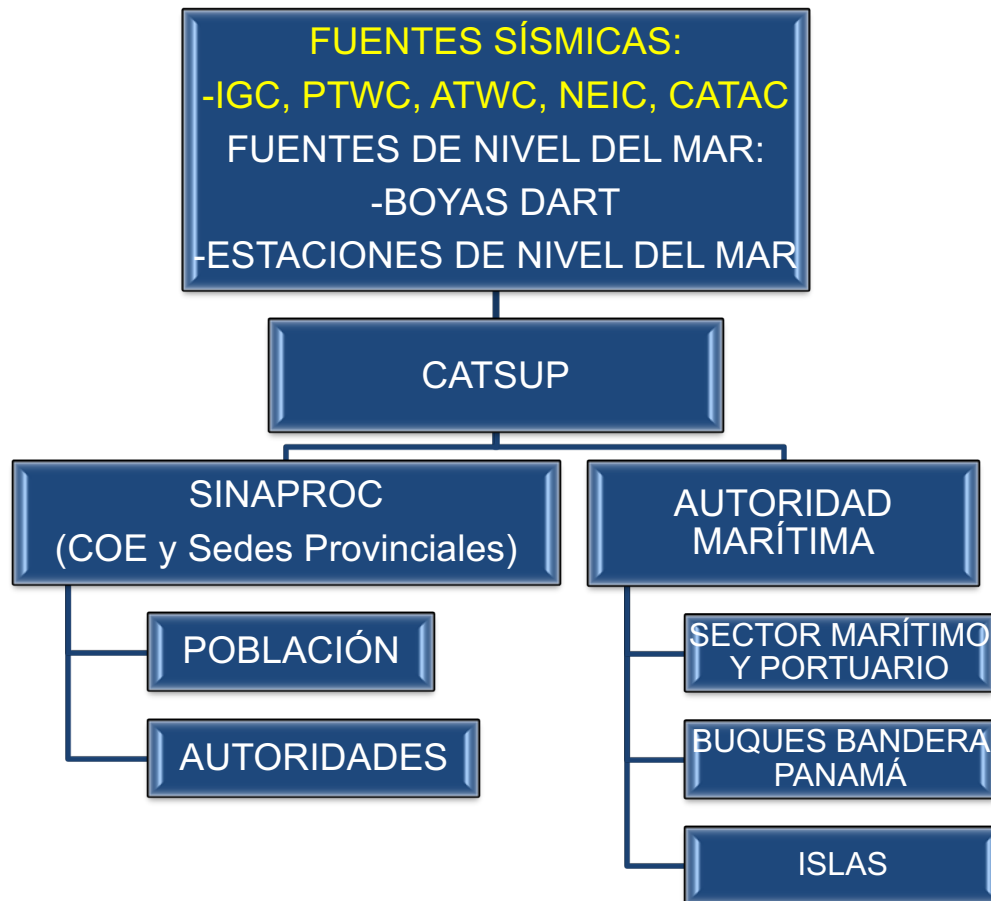 FUENTES SÍSMICAS:
-IGC, PTWC, ATWC, NEIC, CATAC
FUENTES DE NIVEL DEL MAR:
-BOYAS DART
-ESTACIONES DE NIVEL DEL MAR
CATSUP
SINAPROC
(COE y Sedes Provinciales)
POBLACIÓN
AUTORIDADES
AUTORIDAD
MARÍTIMA
SECTOR MARÍTIMO
Y PORTUARIO
BUQUES BANDERA
PANAMÁ
ISLAS